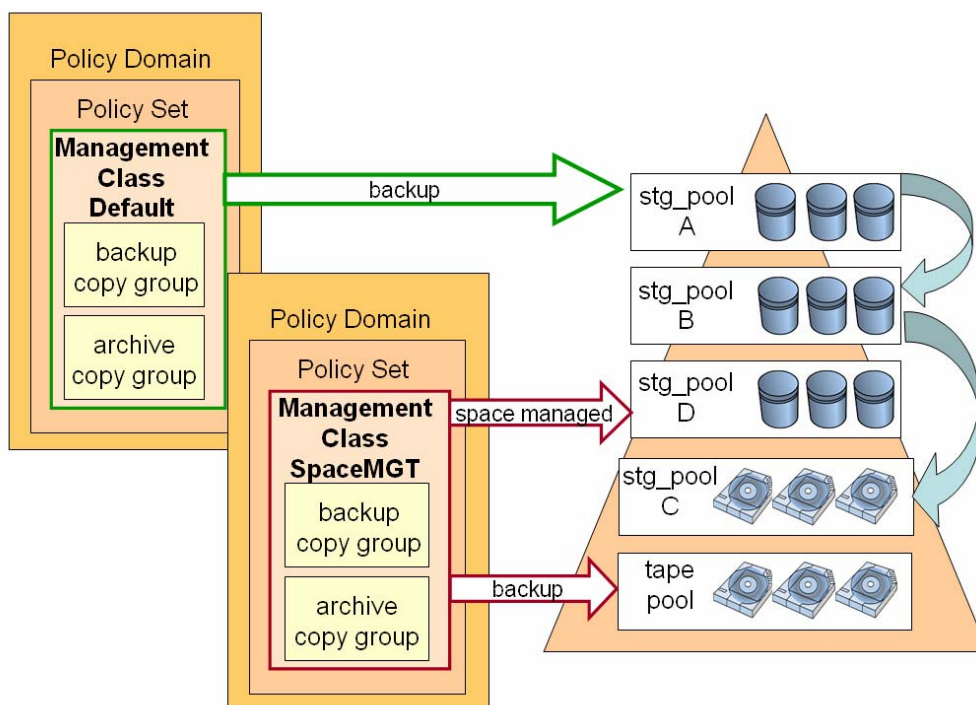 Policy Domain
Policy Set
Management
Class
Default
backup
copy group
archive
copy group
Policy Domain
Policy Set
Management
Class
SpaceMGT
backup
copy group
archive
copy group
backup
space managed
backup
stg_pool
A
stg_pool
B
stg_pool
D
stg_pool
C
tape
pool